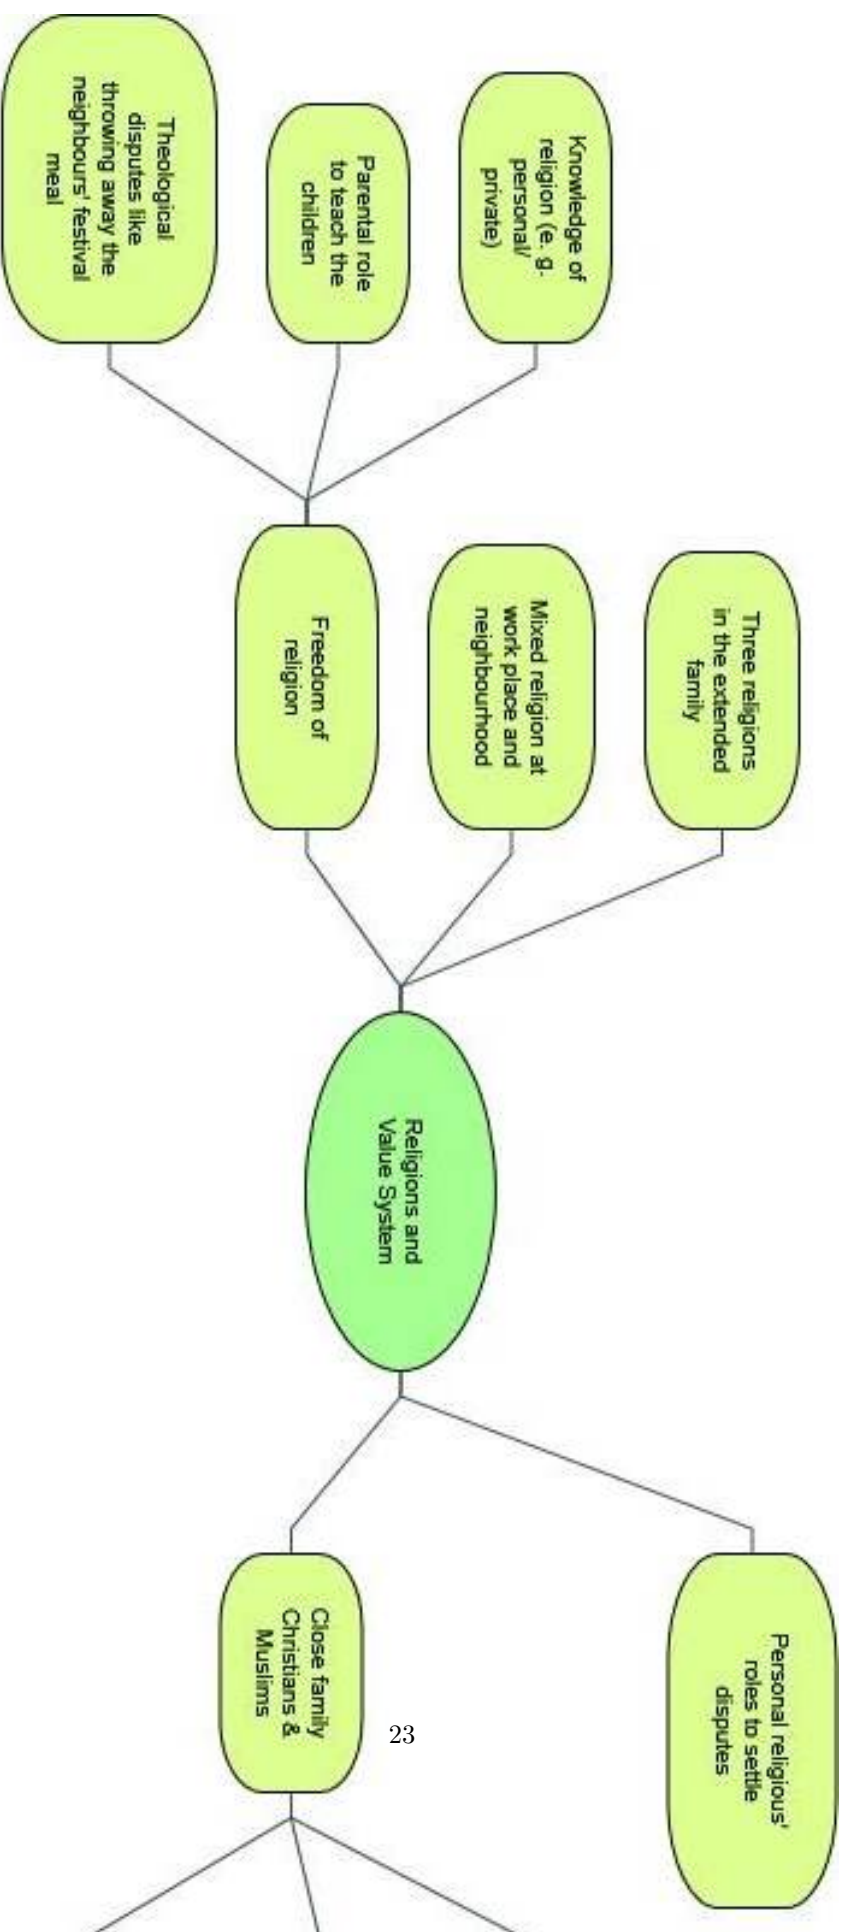 Knowledge of
religion (e. g-
personal/
private)
Parental role
to teach the
children
Theological
disputes like
throwing away the
neighbours' festival
meal
Three religions
in the extended
family
Mixed religion at
work place and
neighbourhood
Freedom of
religion
Religions and
Value System
Personal religious'
roles to settle
disputes
Close family
Christians &
Muslims
23